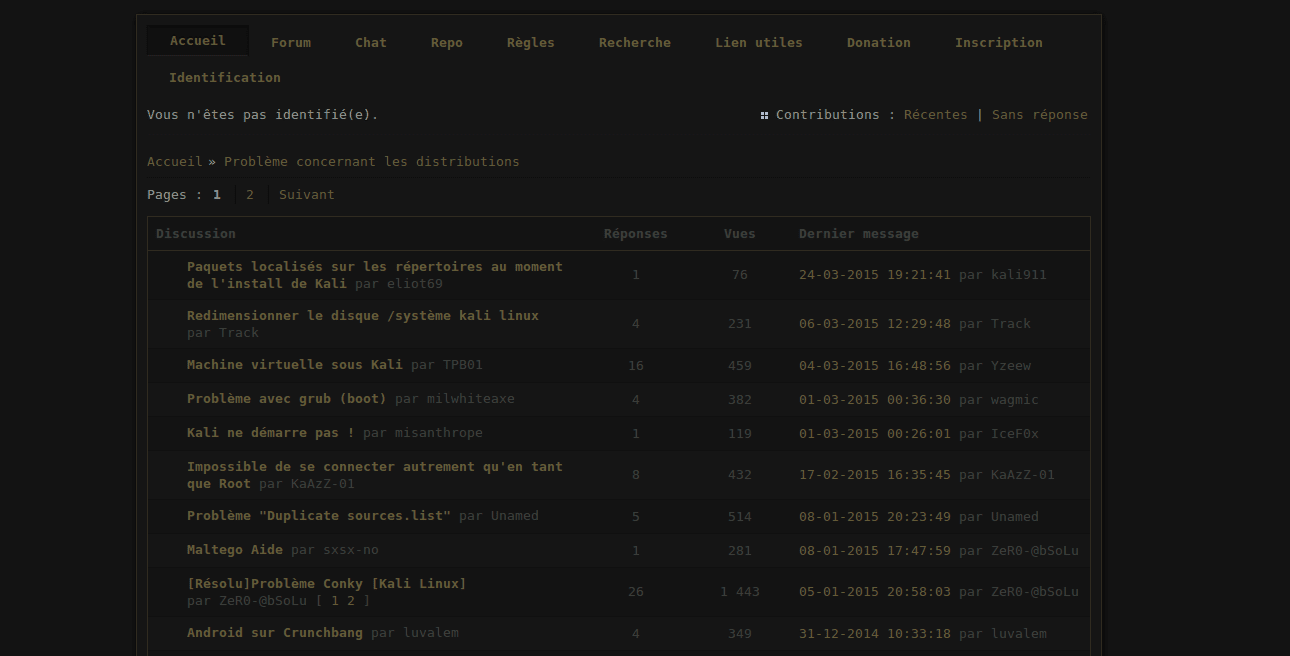 Accueil Forum Chat Repo Règles Recherche Lien utiles Donation Inscription
Identification
Vous n'êtes pas identifié(e). Contributions : Récentes | Sans réponse
Accueil » Problème concernant les distributions
Pages : 1 2 Suivant
Discussion Réponses Vues Dernier message
Paquets localisés sur les répertoires au moment
de l'install de Kali par eliot69 1 76 24-03-2015 19:21:41 par kali911
Redimensionner le disque /système kali linux
par Track 4 231 06-03-2015 12:29:48 par Track
Machine virtuelle sous Kali par TPB01 16 459 04-03-2015 16:48:56 par Yzeew
Problème avec grub (boot) par milwhiteaxe 4 382 01-03-2015 00:36:30 par wagmic
Kali ne démarre pas ! par misanthrope 1 119 01-03-2015 00:26:01 par IceF0x
Impossible de se connecter autrement qu'en tant
que Root par KaAzZ-01 8 432 17-02-2015 16:35:45 par KaAzZ-01
Problème "Duplicate sources.list" par Unamed 5 514 08-01-2015 20:23:49 par Unamed
Maltego Aide par sxsx-no 1 281 08-01-2015 17:47:59 par ZeR0-@bSoLu
[Résolu]Problème Conky [Kali Linux]
par ZeR0-@bSoLu [ 1 2 ] 26 1 443 05-01-2015 20:58:03 par ZeR0-@bSoLu
Android sur Crunchbang par luvalem 4 349 31-12-2014 10:33:18 par luvalem